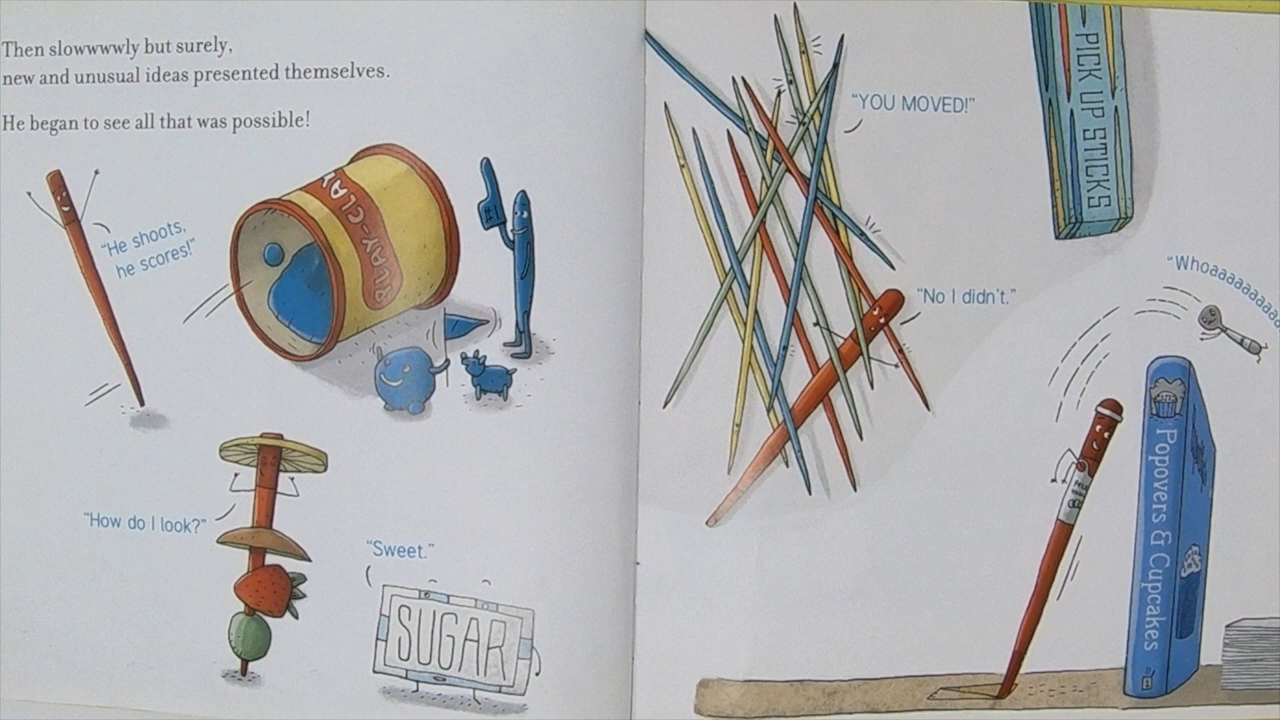 Then slowwwwly but surely,
new and unusual ideas presented themselves.
He began to see all that was possible!
"He shoots,
he scores!"
PLAY-CLAY
#1
"How do I look?"
"Sweet."
SUGAR
"YOU MOVED!"
PICK UP STICKS
"No I didn't."
"Whoaaaaaaaaa
Popovers & Cupcakes